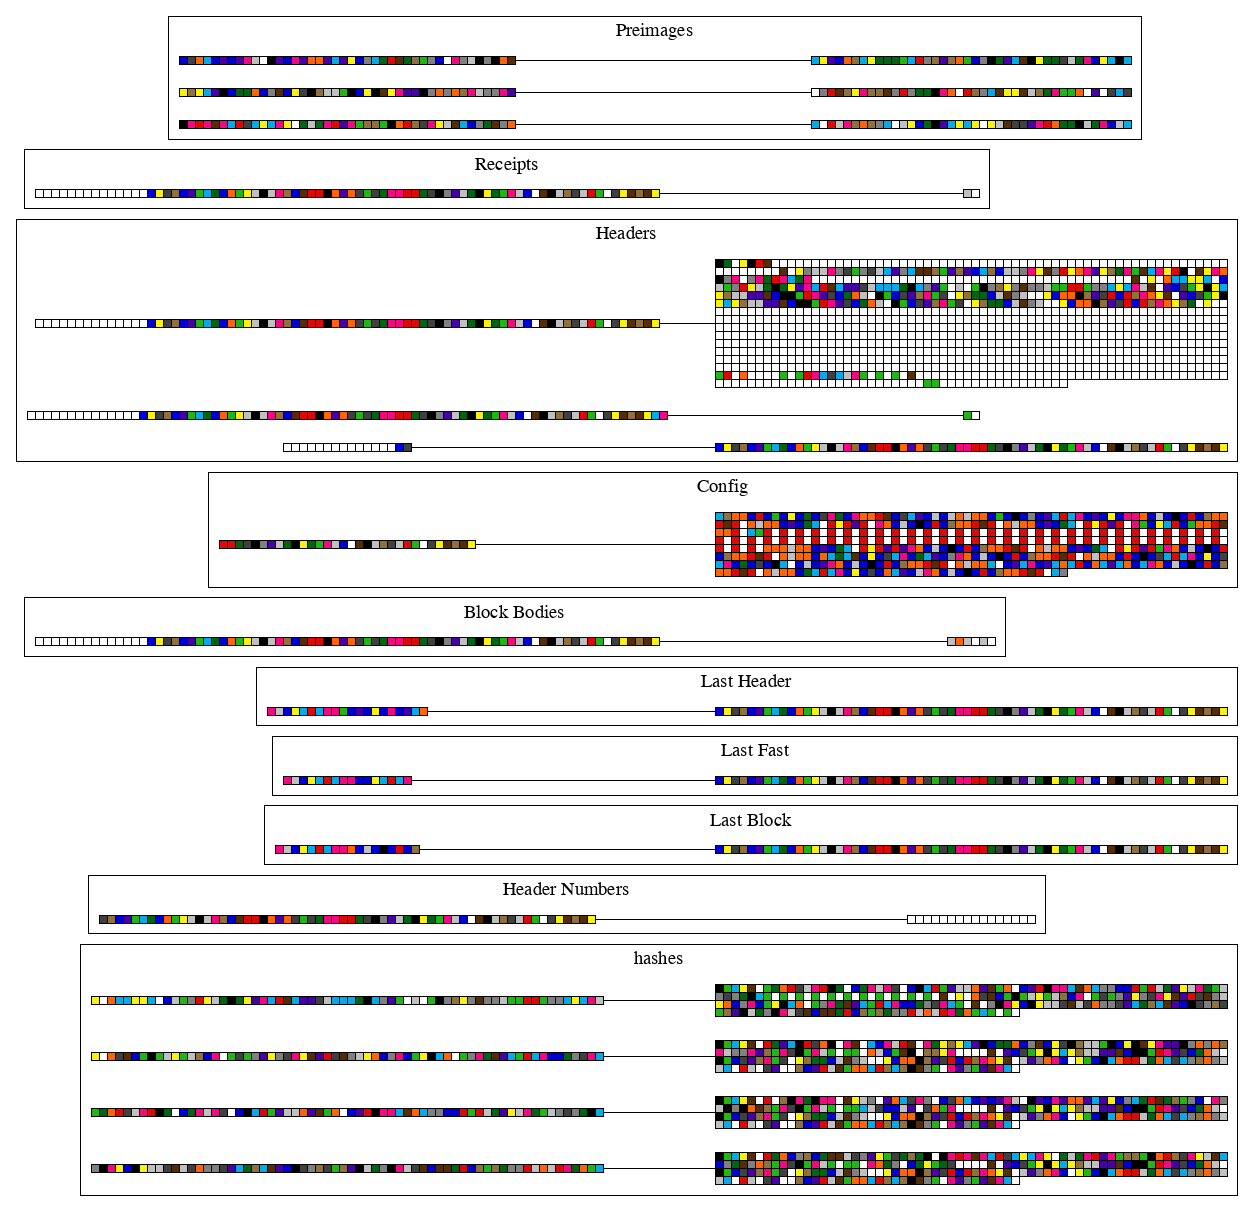 Preimages
Receipts
Headers
Config
Block Bodies
Last Header
Last Fast
Last Block
Header Numbers
hashes